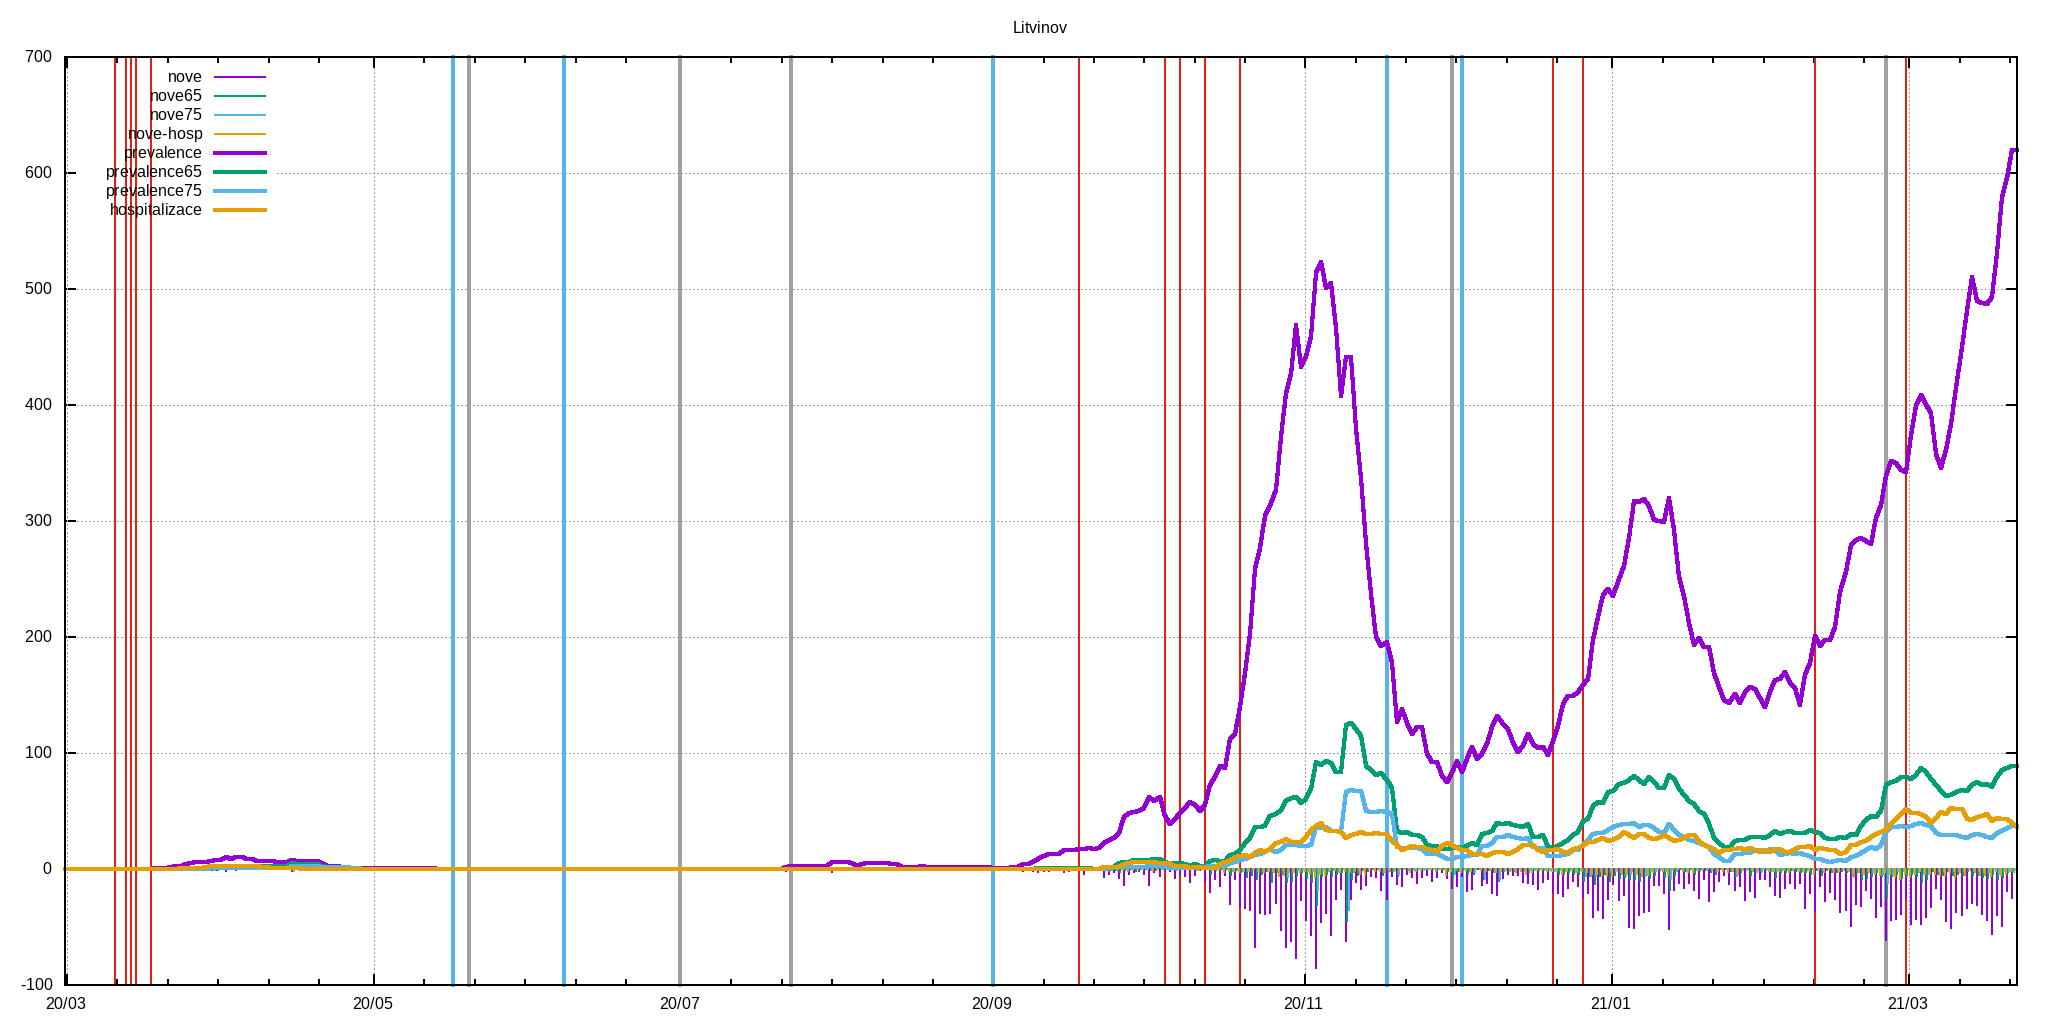 Litvinov
700
600
500
400
300
200
100
0
-100
nove
nove65
nove75
nove-hosp
prevalence
prevalence65
prevalence75
hospitalizace
20/03 20/05 20/07 20/09 20/11 21/01 21/03